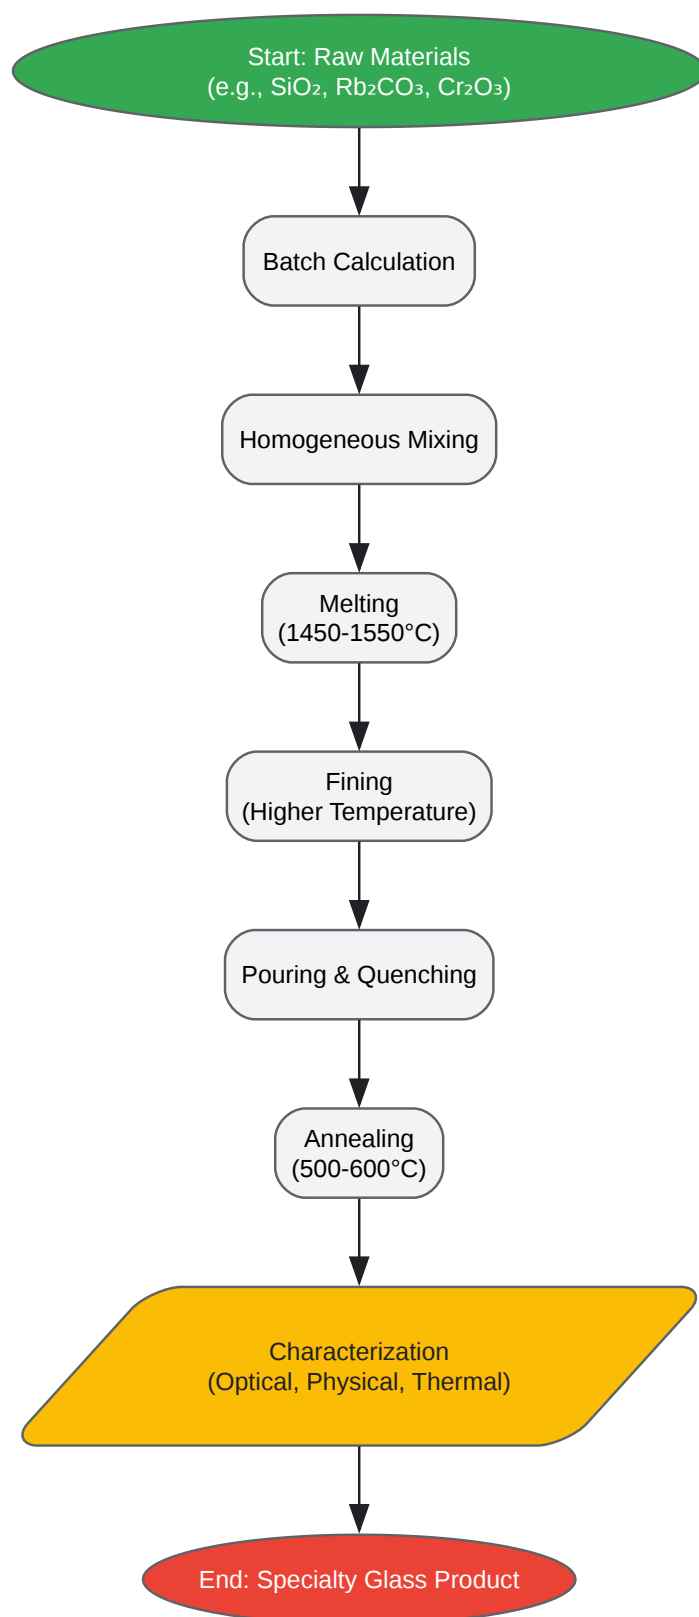 Start: Raw Materials
(e.g., SiO₂, Rb₂CO₃, Cr₂O₃)
Batch Calculation
Homogeneous Mixing
Melting
(1450-1550°C)
Fining
(Higher Temperature)
Pouring & Quenching
Annealing
(500-600°C)
Characterization
(Optical, Physical, Thermal)
End: Specialty Glass Product